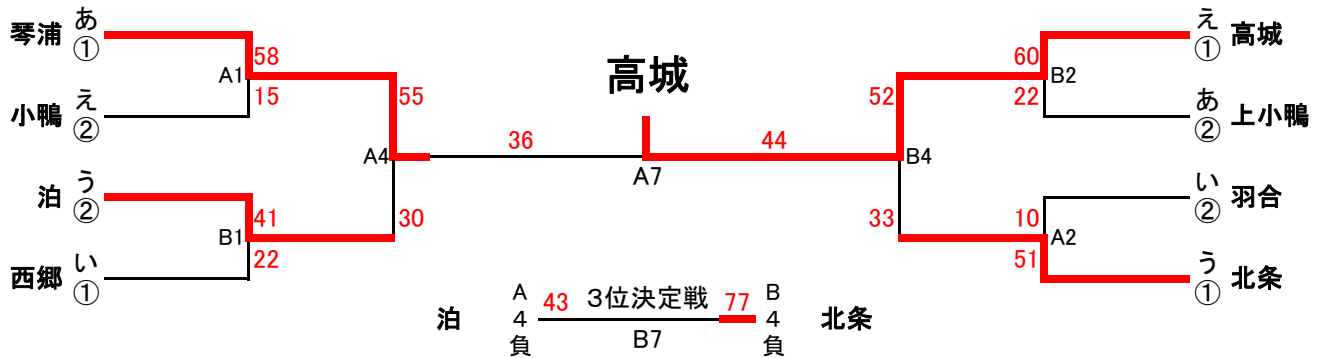 琴浦 あ ①
58
A1
15
小鴨 え ②
55
A4
30
泊 う ②
41
B1
22
西郷 い ①
高城
36
A7
44
え ① 高城
60
B2
22
あ ② 上小鴨
52
B4
33
い ② 羽合
10
A2
51
う ① 北条
泊 A4負 43 3位決定戦 77 B4負 北条
B7